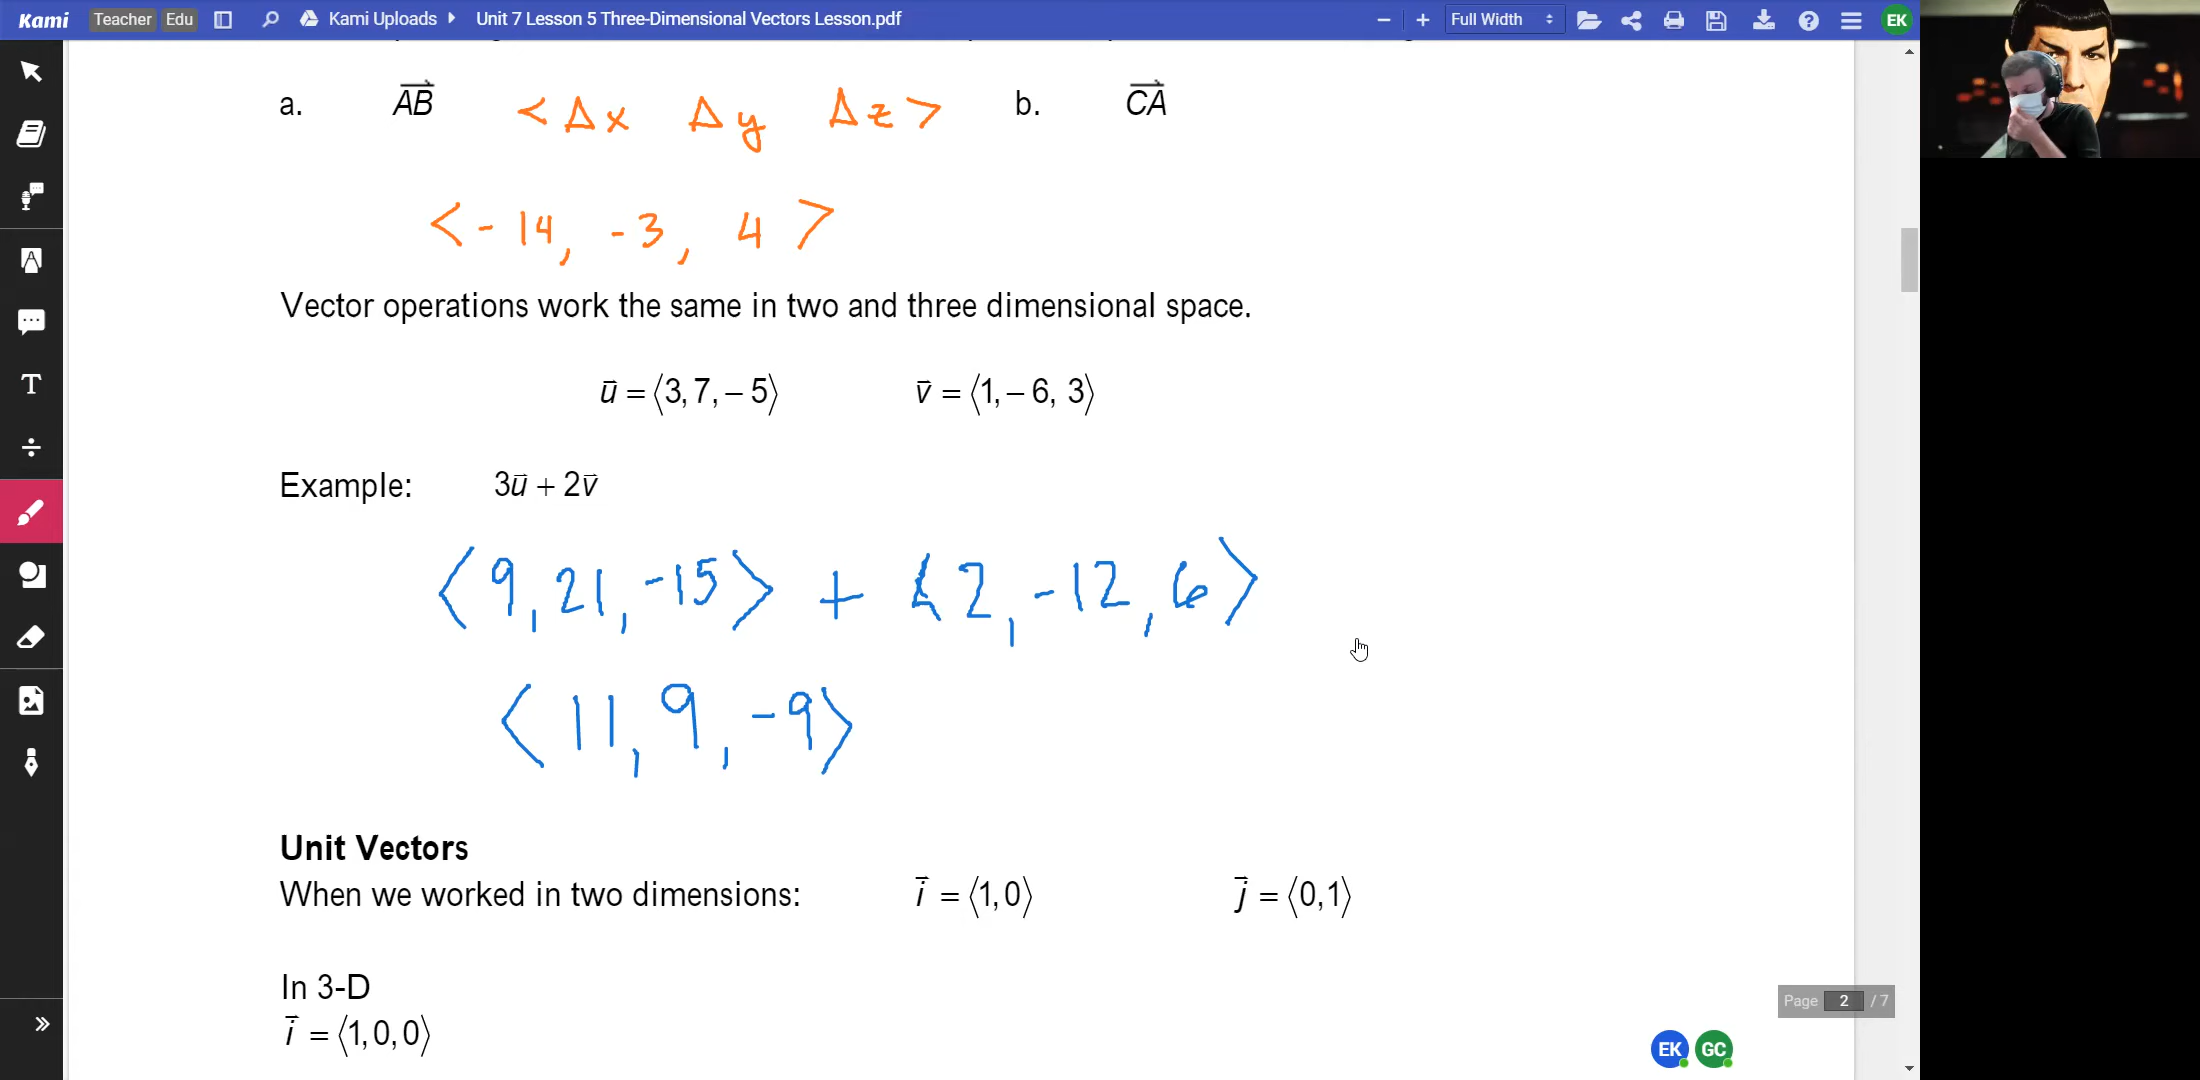 Kami Teacher Edu Kami Uploads Unit 7 Lesson 5 Three-Dimensional Vectors Lesson.pdf Full Width EK
a. AB < Δx Δy Δz > b. CA
< -14, -3, 4 >
Vector operations work the same in two and three dimensional space.
u = ⟨3, 7, – 5⟩ v = ⟨1, – 6, 3⟩
Example: 3u + 2v
⟨9, 21, -15⟩ + ⟨2, -12, 6⟩
⟨11, 9, -9⟩
Unit Vectors
When we worked in two dimensions: i = ⟨1, 0⟩ j = ⟨0, 1⟩
In 3-D
i = ⟨1, 0, 0⟩
Page 2 / 7
EK GC